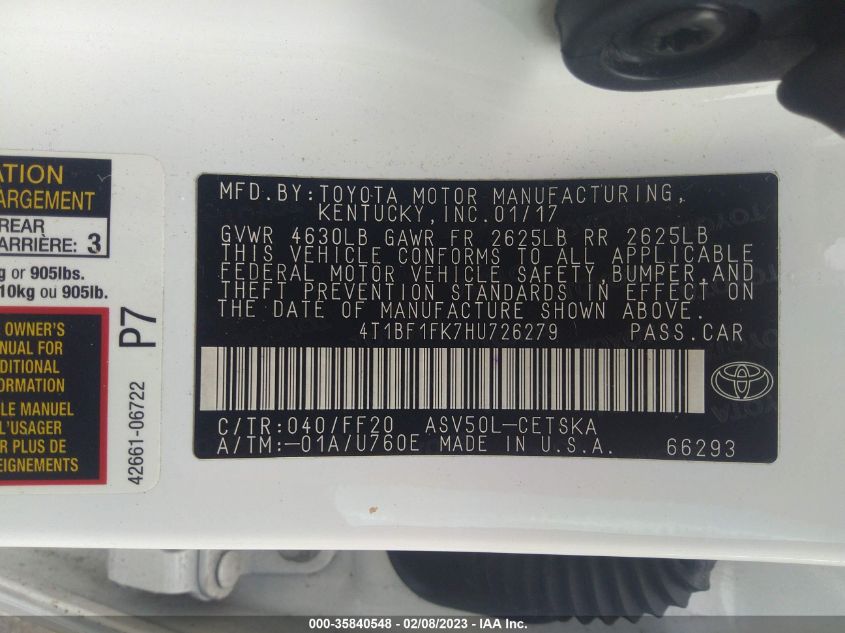 ATION
ARGEMENT
REAR
ARRIÈRE: 3
g or 905lbs.
10kg ou 905lb.
OWNER'S
NUAL FOR
DDITIONAL
FORMATION
LE MANUEL
L'USAGER
R PLUS DE
EIGNEMENTS
P7
42661-06722
MFD.BY:TOYOTA MOTOR MANUFACTURING,
KENTUCKY,INC.01/17
GVWR 4630LB GAWR FR 2625LB RR 2625LB
THIS VEHICLE CONFORMS TO ALL APPLICABLE
FEDERAL MOTOR VEHICLE SAFETY,BUMPER,AND
THEFT PREVENTION STANDARDS IN EFFECT ON
THE DATE OF MANUFACTURE SHOWN ABOVE.
4T1BF1FK7HU726279 PASS.CAR
C/TR:040/FF20 ASV50L-CETSKA
A/TM:-01A/U760E MADE IN U.S.A.
66293
TOYOTA
000-35840548 - 02/08/2023 - IAA Inc.